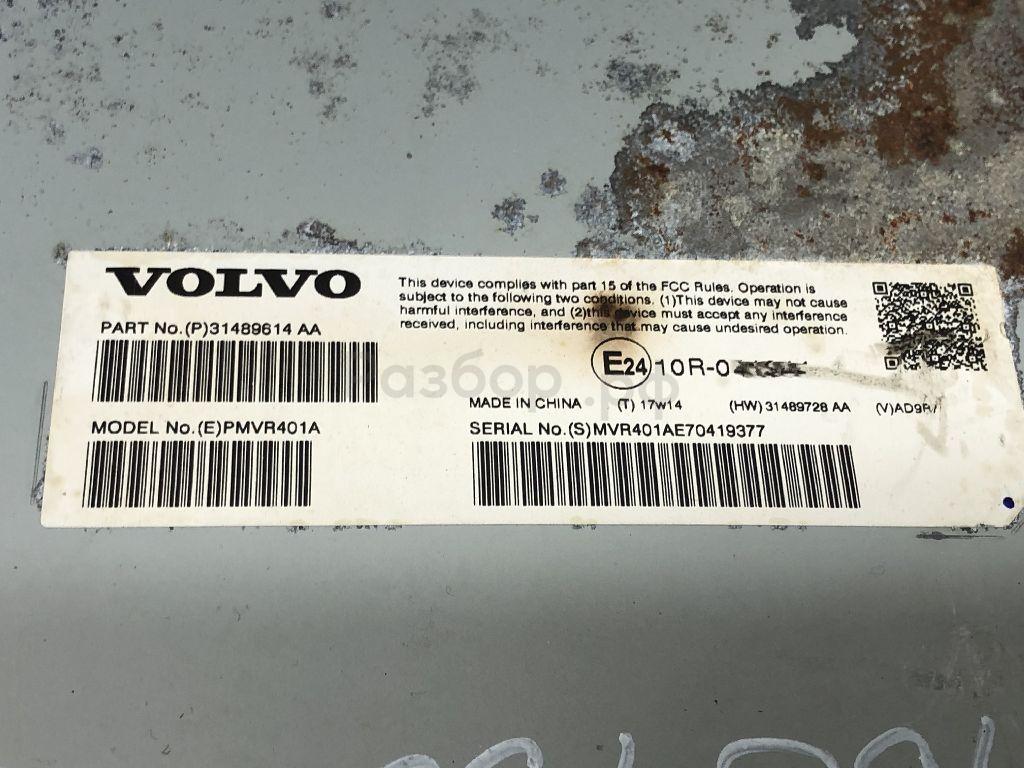 VOLVO
This device complies with part 15 of the FCC Rules. Operation is
subject to the following two conditions. (1)This device may not cause
harmful interference, and (2)this device must accept any interference
received, including interference that may cause undesired operation.
PART No.(P)31489614 AA
E24 10R-0
Разбор.рф
MADE IN CHINA (T) 17w14 (HW) 31489728 AA (V)AD9R/
MODEL No.(E)PMVR401A
SERIAL No.(S)MVR401AE70419377